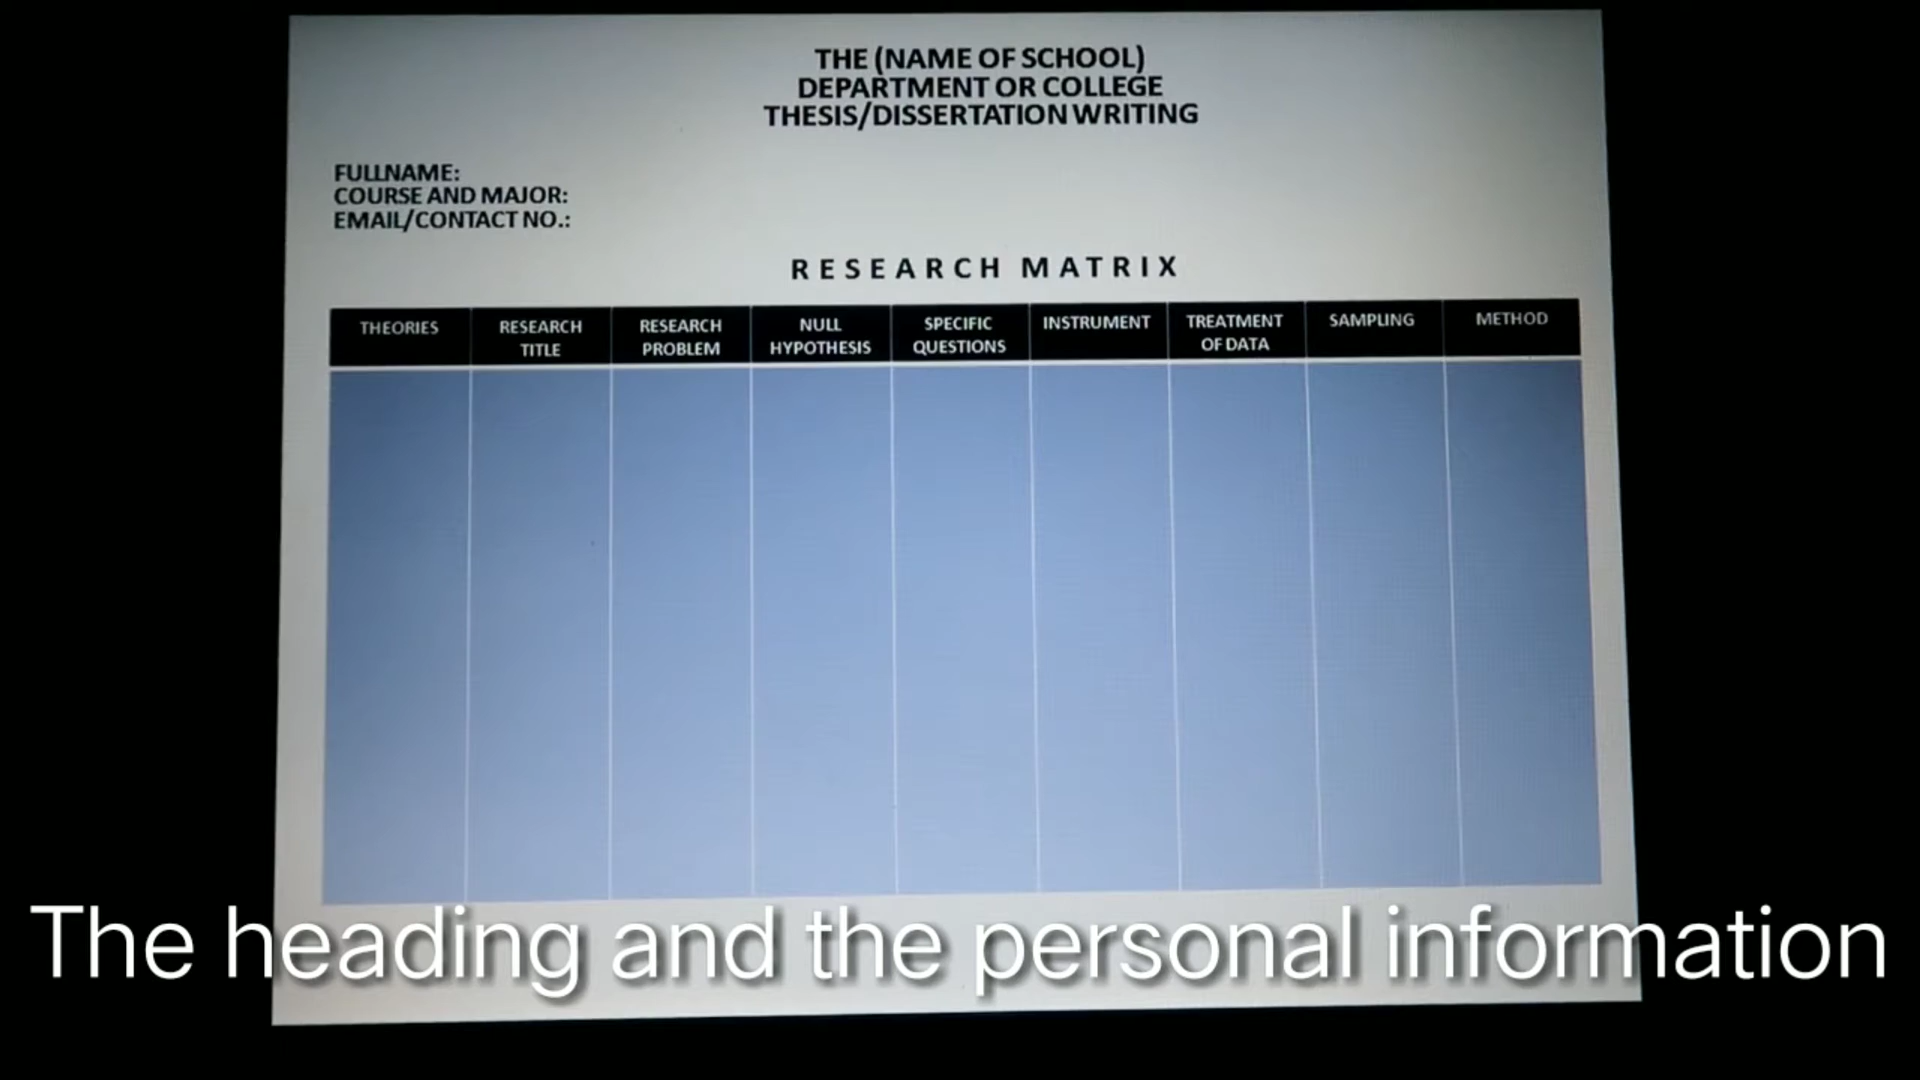 THE (NAME OF SCHOOL)
DEPARTMENT OR COLLEGE
THESIS/DISSERTATION WRITING
FULLNAME:
COURSE AND MAJOR:
EMAIL/CONTACT NO.:
RESEARCH MATRIX
THEORIES
RESEARCH
TITLE
RESEARCH
PROBLEM
NULL
HYPOTHESIS
SPECIFIC
QUESTIONS
INSTRUMENT
TREATMENT
OF DATA
SAMPLING
METHOD
The heading and the personal information